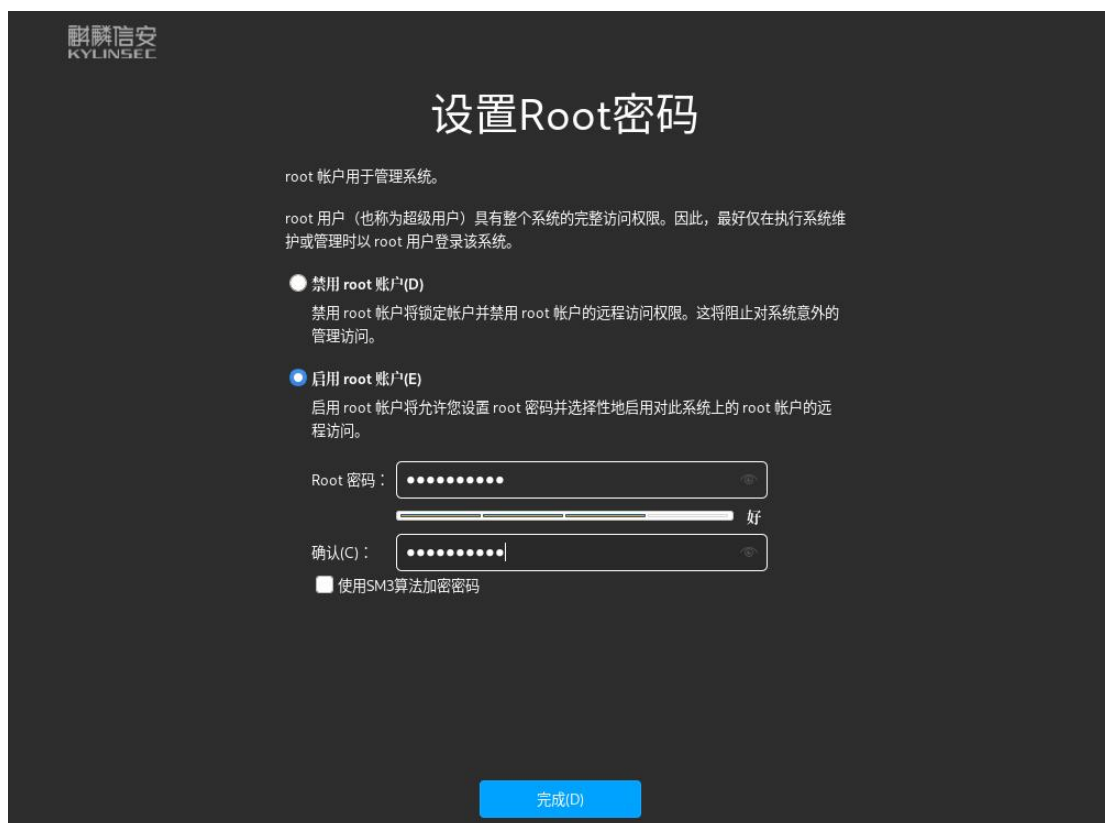 麒麟信安
KYLINSEC
设置Root密码
root 帐户用于管理系统。
root 用户（也称为超级用户）具有整个系统的完整访问权限。因此，最好仅在执行系统维
护或管理时以 root 用户登录该系统。
禁用 root 账户(D)
禁用 root 帐户将锁定帐户并禁用 root 帐户的远程访问权限。这将阻止对系统意外的
管理访问。
启用 root 账户(E)
启用 root 帐户将允许您设置 root 密码并选择性地启用对此系统上的 root 帐户的远
程访问。
Root 密码： ●●●●●●●●●●
好
确认(C)： ●●●●●●●●●●
使用SM3算法加密密码
完成(D)